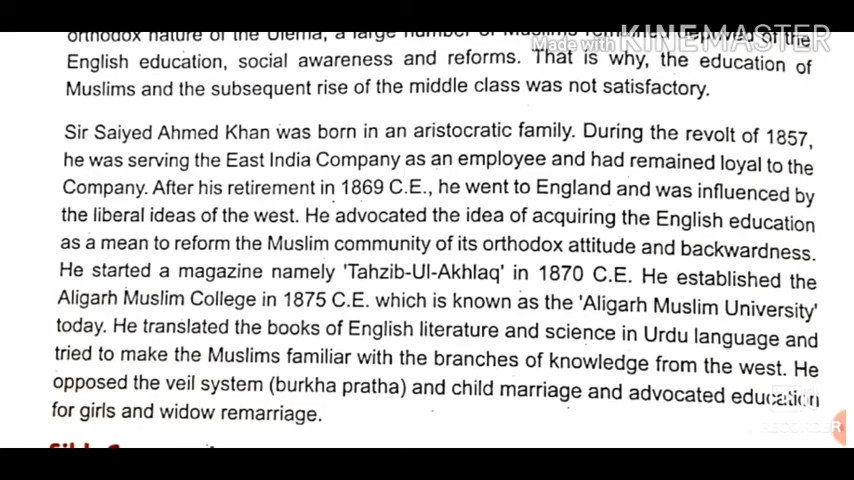 orthodox nature of the Ulema, a large number of Muslims remained deprived of the
Made with KINEMASTER
English education, social awareness and reforms. That is why, the education of
Muslims and the subsequent rise of the middle class was not satisfactory.
Sir Saiyed Ahmed Khan was born in an aristocratic family. During the revolt of 1857,
he was serving the East India Company as an employee and had remained loyal to the
Company. After his retirement in 1869 C.E., he went to England and was influenced by
the liberal ideas of the west. He advocated the idea of acquiring the English education
as a mean to reform the Muslim community of its orthodox attitude and backwardness.
He started a magazine namely 'Tahzib-Ul-Akhlaq' in 1870 C.E. He established the
Aligarh Muslim College in 1875 C.E. which is known as the 'Aligarh Muslim University'
today. He translated the books of English literature and science in Urdu language and
tried to make the Muslims familiar with the branches of knowledge from the west. He
opposed the veil system (burkha pratha) and child marriage and advocated education
for girls and widow remarriage.
RECORDER